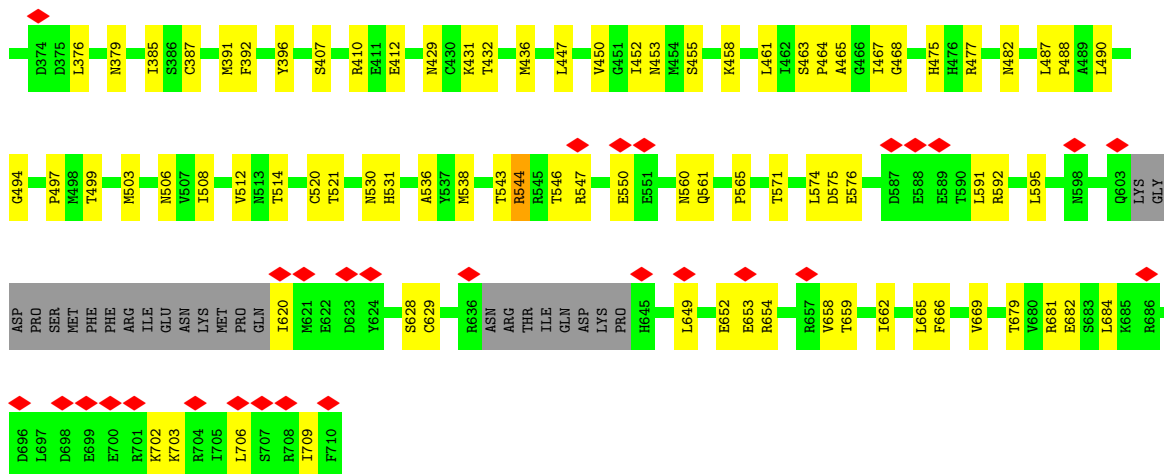 D374 D375 L376 N379 I385 S386 C387 M391 F392 Y396 S407 R410 E411 E412 N429 C430 K431 T432 M436 L447 V450 G451 I452 N453 M454 S455 K458 L461 I462 S463 P464 A465 G466 I467 G468 H475 H476 R477 N482 L487 P488 A489 L490
G494 P497 M498 T499 M503 N506 V507 I508 V512 N513 T514 C520 T521 N530 H531 A536 Y537 M538 T543 R544 R545 T546 R547 E550 E551 N560 Q561 P565 T571 L574 D575 E576 D587 E588 E589 T590 L591 R592 L595 N598 Q603 LYS GLY
ASP PRO SER MET PHE PHE ARG ILE GLU ASN LYS MET PRO GLN I620 M621 E622 D623 Y624 S628 C629 R636 ASN ARG THR ILE GLN ASP LYS PRO H645 L649 E652 E653 R654 R657 V658 T659 I662 L665 F666 V669 T679 V680 R681 E682 S683 L684 K685 R686
D696 L697 D698 E699 E700 R701 K702 K703 R704 I705 L706 S707 R708 I709 F710